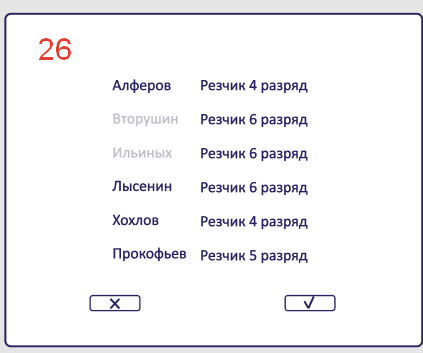 26
Алферов Резчик 4 разряд
Вторушин Резчик 6 разряд
Ильиных Резчик 6 разряд
Лысенин Резчик 6 разряд
Хохлов Резчик 4 разряд
Прокофьев Резчик 5 разряд